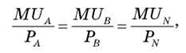 MU_A / P_A = MU_B / P_B = MU_N / P_N,